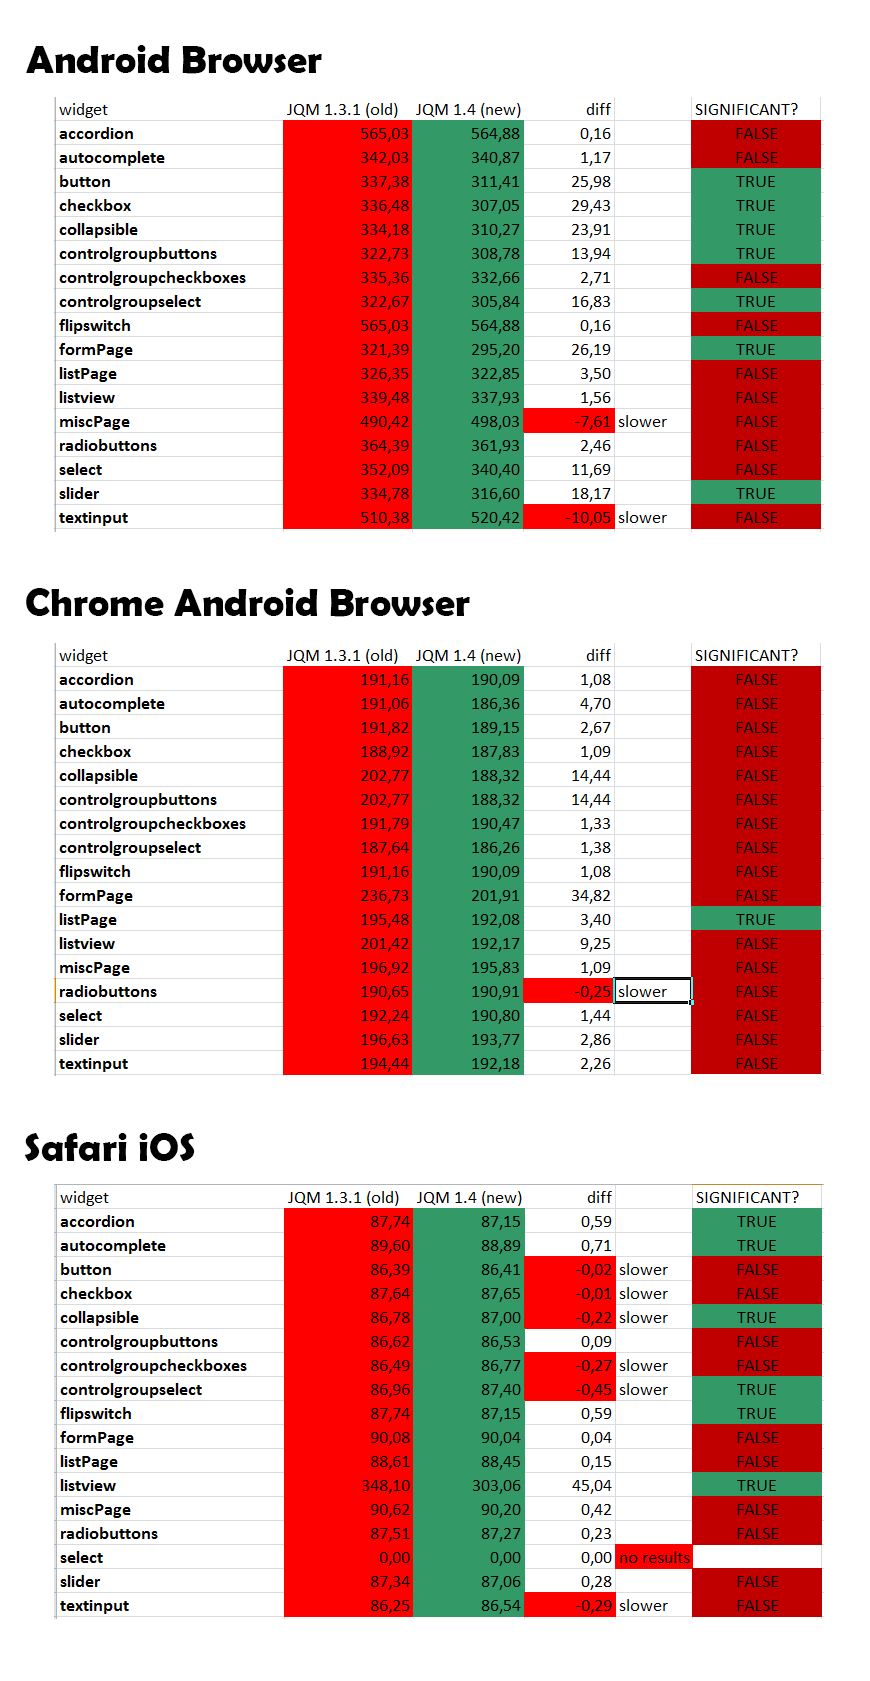 Android Browser
widget JQM 1.3.1 (old) JQM 1.4 (new) diff SIGNIFICANT?
accordion 565,03 564,88 0,16 FALSE
autocomplete 342,03 340,87 1,17 FALSE
button 337,38 311,41 25,98 TRUE
checkbox 336,48 307,05 29,43 TRUE
collapsible 334,18 310,27 23,91 TRUE
controlgroupbuttons 322,73 308,78 13,94 TRUE
controlgroupcheckboxes 335,36 332,66 2,71 FALSE
controlgroupselect 322,67 305,84 16,83 TRUE
flipswitch 565,03 564,88 0,16 FALSE
formPage 321,39 295,20 26,19 TRUE
listPage 326,35 322,85 3,50 FALSE
listview 339,48 337,93 1,56 FALSE
miscPage 490,42 498,03 -7,61 slower FALSE
radiobuttons 364,39 361,93 2,46 FALSE
select 352,09 340,40 11,69 FALSE
slider 334,78 316,60 18,17 TRUE
textinput 510,38 520,42 -10,05 slower FALSE
Chrome Android Browser
widget JQM 1.3.1 (old) JQM 1.4 (new) diff SIGNIFICANT?
accordion 191,16 190,09 1,08 FALSE
autocomplete 191,06 186,36 4,70 FALSE
button 191,82 189,15 2,67 FALSE
checkbox 188,92 187,83 1,09 FALSE
collapsible 202,77 188,32 14,44 FALSE
controlgroupbuttons 202,77 188,32 14,44 FALSE
controlgroupcheckboxes 191,79 190,47 1,33 FALSE
controlgroupselect 187,64 186,26 1,38 FALSE
flipswitch 191,16 190,09 1,08 FALSE
formPage 236,73 201,91 34,82 FALSE
listPage 195,48 192,08 3,40 TRUE
listview 201,42 192,17 9,25 FALSE
miscPage 196,92 195,83 1,09 FALSE
radiobuttons 190,65 190,91 -0,25 slower FALSE
select 192,24 190,80 1,44 FALSE
slider 196,63 193,77 2,86 FALSE
textinput 194,44 192,18 2,26 FALSE
Safari iOS
widget JQM 1.3.1 (old) JQM 1.4 (new) diff SIGNIFICANT?
accordion 87,74 87,15 0,59 TRUE
autocomplete 89,60 88,89 0,71 TRUE
button 86,39 86,41 -0,02 slower FALSE
checkbox 87,64 87,65 -0,01 slower FALSE
collapsible 86,78 87,00 -0,22 slower TRUE
controlgroupbuttons 86,62 86,53 0,09 FALSE
controlgroupcheckboxes 86,49 86,77 -0,27 slower FALSE
controlgroupselect 86,96 87,40 -0,45 slower TRUE
flipswitch 87,74 87,15 0,59 TRUE
formPage 90,08 90,04 0,04 FALSE
listPage 88,61 88,45 0,15 FALSE
listview 348,10 303,06 45,04 TRUE
miscPage 90,62 90,20 0,42 FALSE
radiobuttons 87,51 87,27 0,23 FALSE
select 0,00 0,00 0,00 no results
slider 87,34 87,06 0,28 FALSE
textinput 86,25 86,54 -0,29 slower FALSE